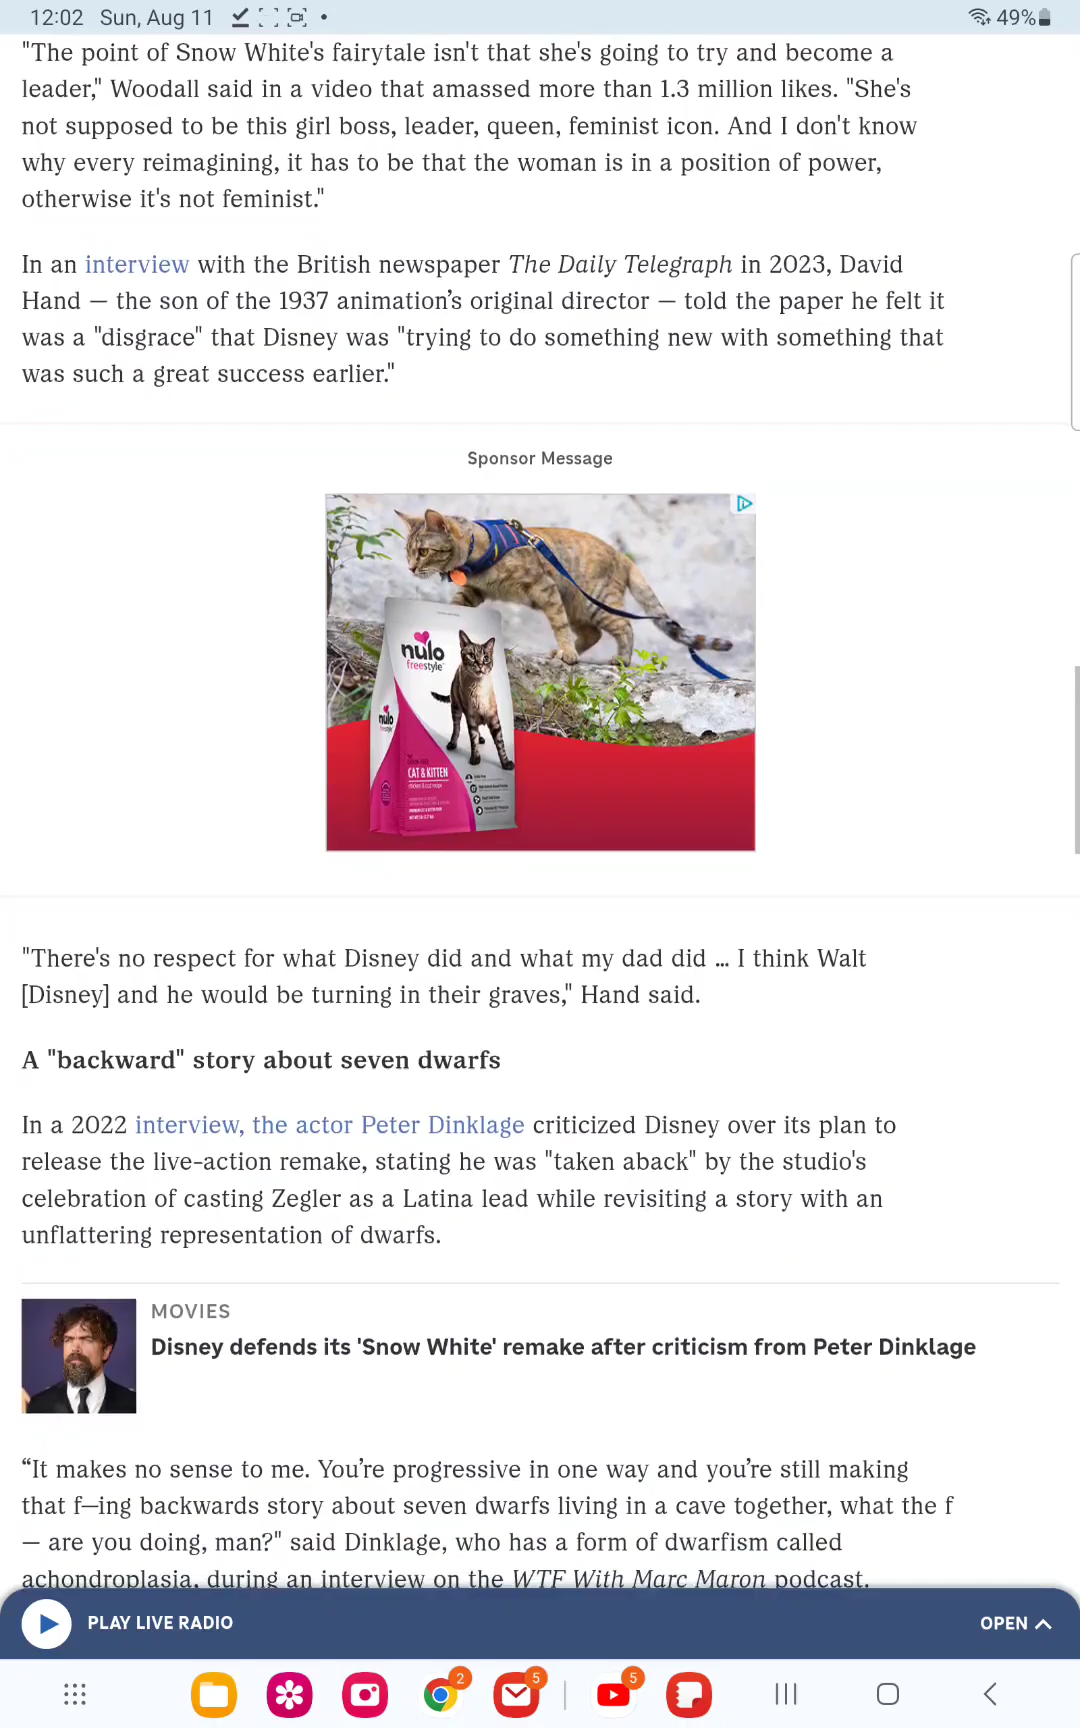 12:02 Sun, Aug 11
49%
"The point of Snow White's fairytale isn't that she's going to try and become a
leader," Woodall said in a video that amassed more than 1.3 million likes. "She's
not supposed to be this girl boss, leader, queen, feminist icon. And I don't know
why every reimagining, it has to be that the woman is in a position of power,
otherwise it's not feminist."
In an interview with the British newspaper The Daily Telegraph in 2023, David
Hand — the son of the 1937 animation's original director — told the paper he felt it
was a "disgrace" that Disney was "trying to do something new with something that
was such a great success earlier."
Sponsor Message
nulo
freestyle
nulo
CAT & KITTEN
"There's no respect for what Disney did and what my dad did ... I think Walt
[Disney] and he would be turning in their graves," Hand said.
A "backward" story about seven dwarfs
In a 2022 interview, the actor Peter Dinklage criticized Disney over its plan to
release the live-action remake, stating he was "taken aback" by the studio's
celebration of casting Zegler as a Latina lead while revisiting a story with an
unflattering representation of dwarfs.
MOVIES
Disney defends its 'Snow White' remake after criticism from Peter Dinklage
“It makes no sense to me. You’re progressive in one way and you’re still making
that f—ing backwards story about seven dwarfs living in a cave together, what the f
— are you doing, man?" said Dinklage, who has a form of dwarfism called
achondroplasia, during an interview on the WTF With Marc Maron podcast.
PLAY LIVE RADIO
OPEN
2
5
5